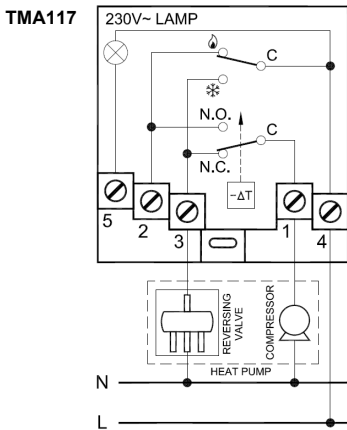 TMA117
230V~ LAMP
C
N.O.
C
N.C.
-ΔT
5
2
3
1
4
REVERSING
VALVE
COMPRESSOR
HEAT PUMP
N
L